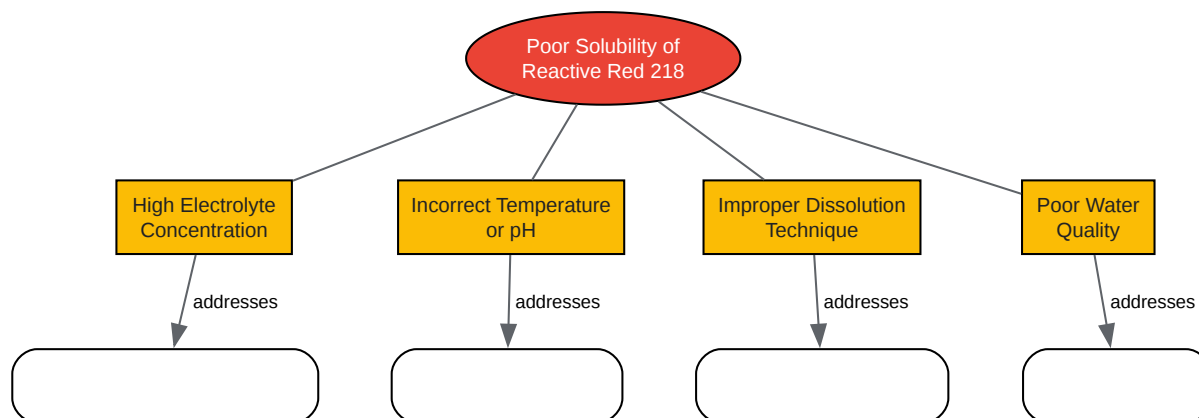 Poor Solubility of
Reactive Red 218
High Electrolyte
Concentration
Incorrect Temperature
or pH
Improper Dissolution
Technique
Poor Water
Quality
addresses
addresses
addresses
addresses